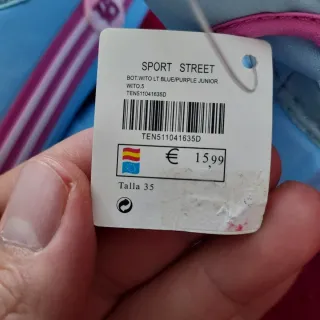 SPORT STREET
BOT.WITO LT.BLUE/PURPLE JUNIOR
WITO.5
TEN511041635D
TEN511041635D
€ 15,99
Talla 35